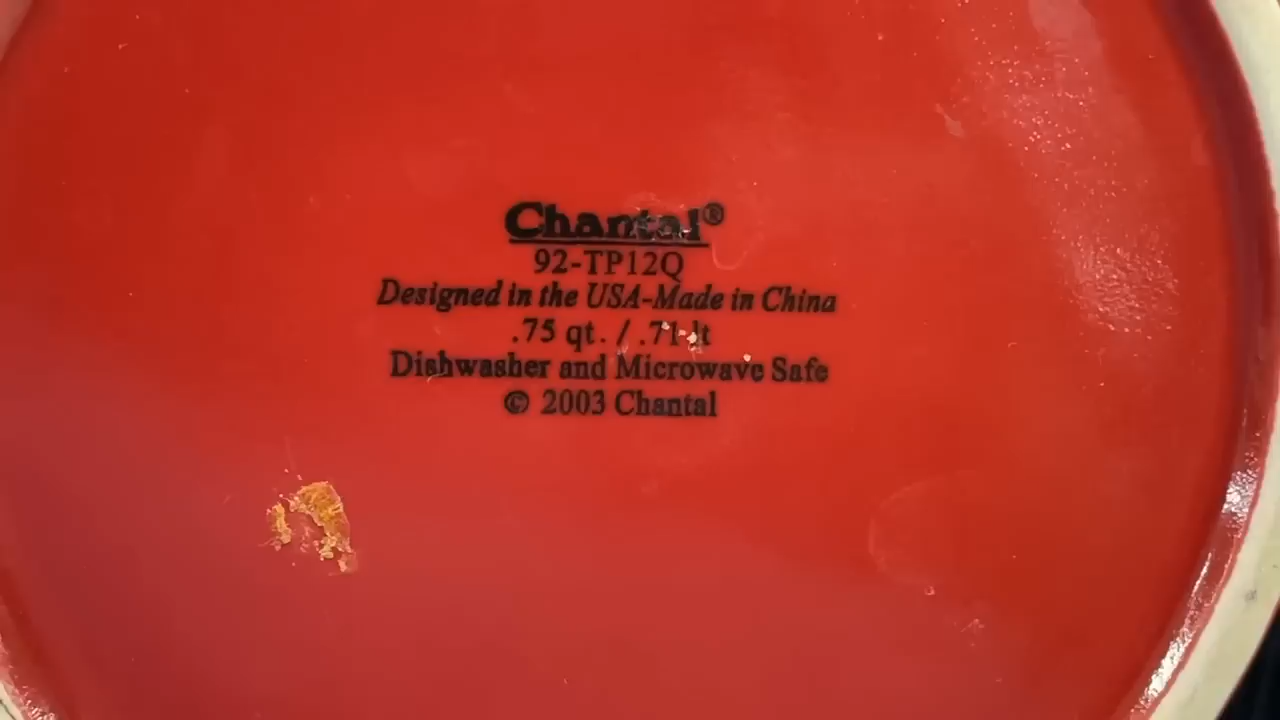 Chantal®
92-TP12Q
Designed in the USA-Made in China
.75 qt. / .71 lt
Dishwasher and Microwave Safe
© 2003 Chantal